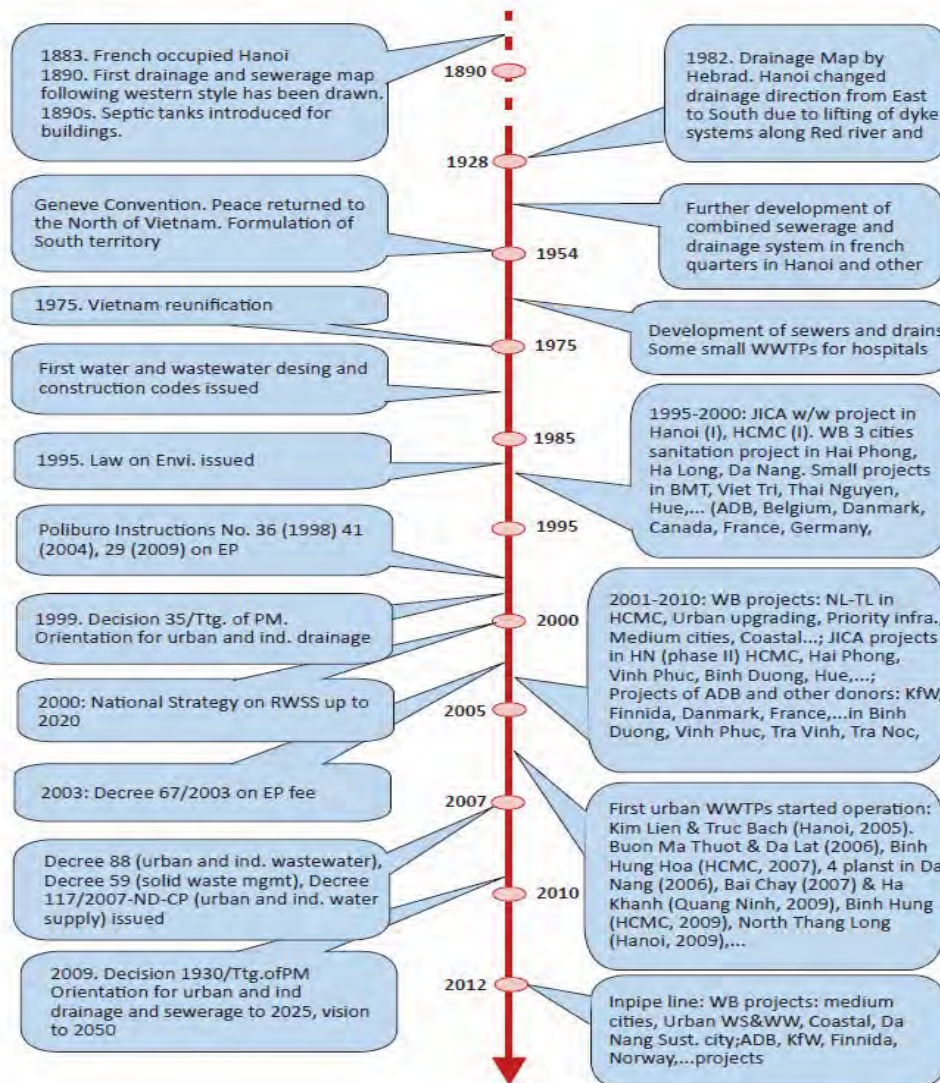 1883. French occupied Hanoi
1890. First drainage and sewerage map
following western style has been drawn.
1890s. Septic tanks introduced for
buildings.
1890
1982. Drainage Map by
Hebrad. Hanoi changed
drainage direction from East
to South due to lifting of dyke
systems along Red river and
1928
Geneve Convention. Peace returned to
the North of Vietnam. Formulation of
South territory
Further development of
combined sewerage and
drainage system in french
quarters in Hanoi and other
1954
1975. Vietnam reunification
1975
Development of sewers and drains
Some small WWTPs for hospitals
First water and wastewater desing and
construction codes issued
1985
1995. Law on Envi. issued
1995-2000: JICA w/w project in
Hanoi (I), HCMC (I). WB 3 cities
sanitation project in Hai Phong,
Ha Long, Da Nang. Small projects
in BMT, Viet Tri, Thai Nguyen,
Hue,... (ADB, Belgium, Danmark,
Canada, France, Germany,
1995
Poliburo Instructions No. 36 (1998) 41
(2004), 29 (2009) on EP
1999. Decision 35/Ttg. of PM.
Orientation for urban and ind. drainage
2000
2001-2010: WB projects: NL-TL in
HCMC, Urban upgrading, Priority infra.,
Medium cities, Coastal...; JICA projects
in HN (phase II) HCMC, Hai Phong,
Vinh Phuc, Binh Duong, Hue,...;
Projects of ADB and other donors: KfW,
Finnida, Danmark, France,...in Binh
Duong, Vinh Phuc, Tra Vinh, Tra Noc,
2000: National Strategy on RWSS up to
2020
2005
2003: Decree 67/2003 on EP fee
2007
First urban WWTPs started operation:
Kim Lien & Truc Bach (Hanoi, 2005).
Buon Ma Thuot & Da Lat (2006), Binh
Hung Hoa (HCMC, 2007), 4 planst in Da
Nang (2006), Bai Chay (2007) & Ha
Khanh (Quang Ninh, 2009), Binh Hung
(HCMC, 2009), North Thang Long
(Hanoi, 2009),...
Decree 88 (urban and ind. wastewater),
Decree 59 (solid waste mgmt), Decree
117/2007-ND-CP (urban and ind. water
supply) issued
2010
2009. Decision 1930/Ttg.ofPM
Orientation for urban and ind
drainage and sewerage to 2025, vision
to 2050
2012
Inpipe line: WB projects: medium
cities, Urban WS&WW, Coastal, Da
Nang Sust. city;ADB, KfW, Finnida,
Norway,...projects